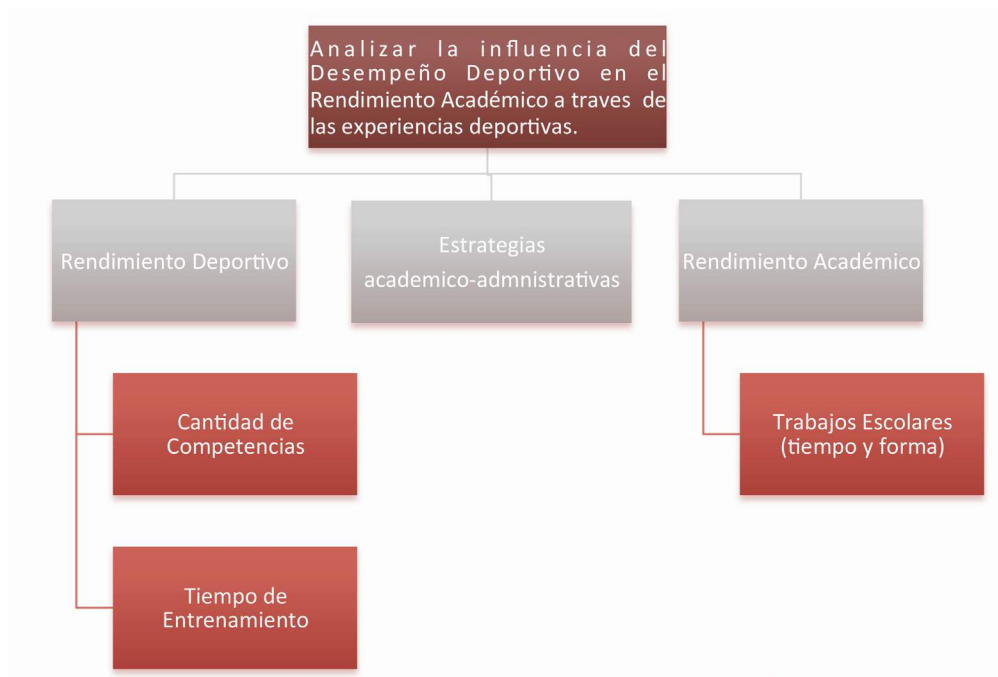 Analizar la influencia del
Desempeño Deportivo en el
Rendimiento Académico a traves de
las experiencias deportivas.
Rendimiento Deportivo
Estrategias
academico-admnistrativas
Rendimiento Académico
Cantidad de
Competencias
Trabajos Escolares
(tiempo y forma)
Tiempo de
Entrenamiento